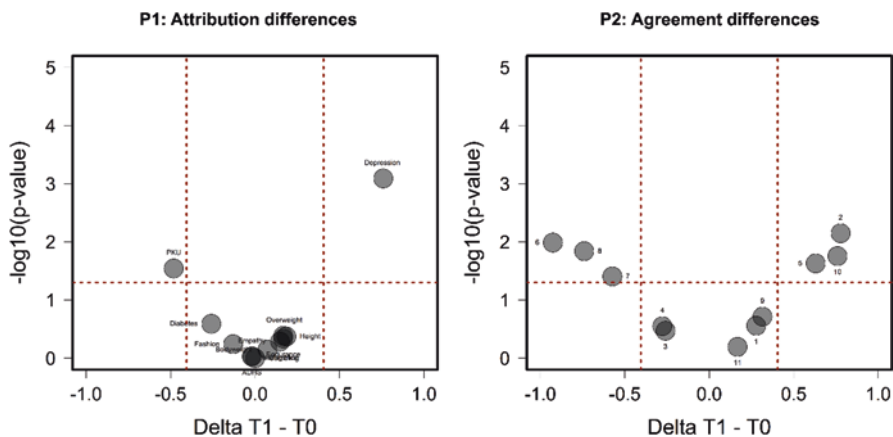 P1: Attribution differences
P2: Agreement differences
-log10(p-value)
5
4
3
2
1
0
Depression
PKU
Diabetes
Overweight
Fashion
Empathy
Height
-1.0 -0.5 0.0 0.5 1.0
Delta T1 - T0
-log10(p-value)
5
4
3
2
1
0
2
6
8
10
5
7
9
4
1
3
11
-1.0 -0.5 0.0 0.5 1.0
Delta T1 - T0